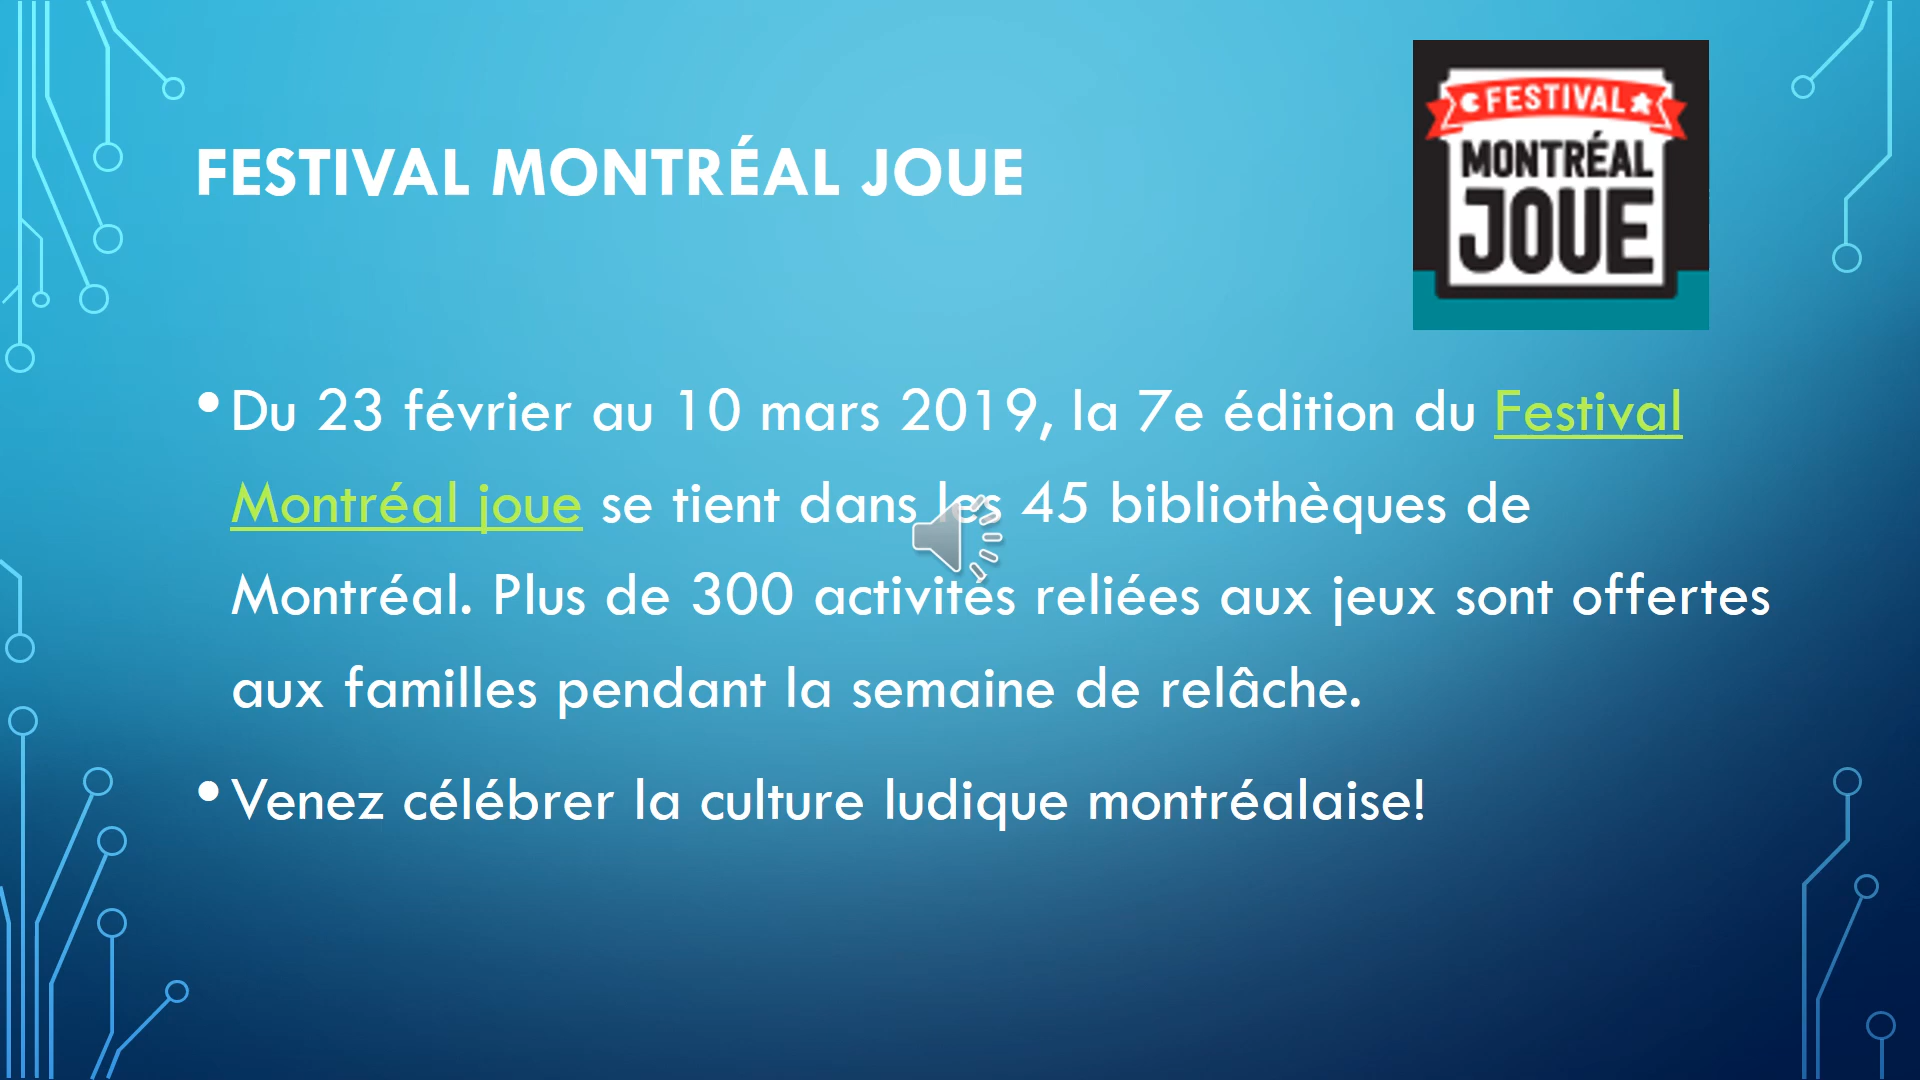 FESTIVAL
MONTRÉAL
JOUE
FESTIVAL MONTRÉAL JOUE
• Du 23 février au 10 mars 2019, la 7e édition du Festival
Montréal joue se tient dans les 45 bibliothèques de
Montréal. Plus de 300 activités reliées aux jeux sont offertes
aux familles pendant la semaine de relâche.
• Venez célébrer la culture ludique montréalaise!